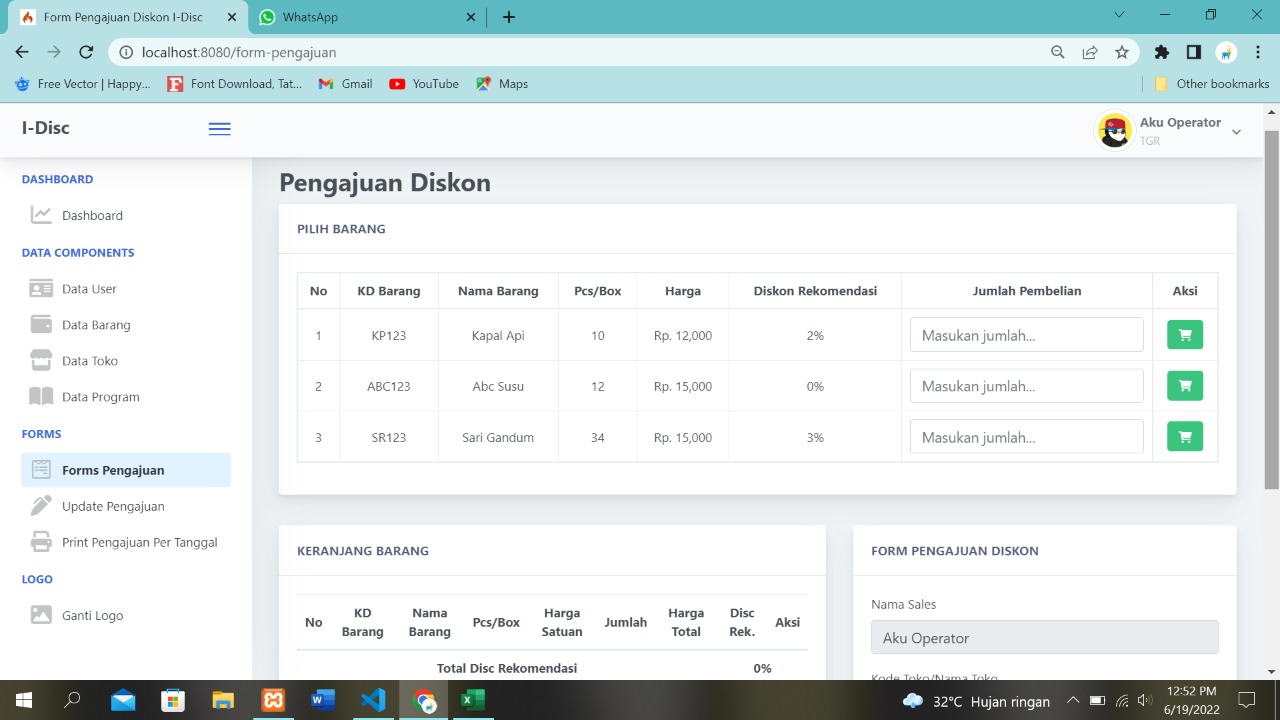 Form Pengajuan Diskon I-Disc
WhatsApp
localhost:8080/form-pengajuan
Free Vector | Happy...
Font Download, Tat...
Gmail
YouTube
Maps
Other bookmarks
I-Disc
Aku Operator
TGR
DASHBOARD
Dashboard
DATA COMPONENTS
Data User
Data Barang
Data Toko
Data Program
FORMS
Forms Pengajuan
Update Pengajuan
Print Pengajuan Per Tanggal
LOGO
Ganti Logo
Pengajuan Diskon
PILIH BARANG
No KD Barang Nama Barang Pcs/Box Harga Diskon Rekomendasi Jumlah Pembelian Aksi
1 KP123 Kapal Api 10 Rp. 12,000 2% Masukan jumlah...
2 ABC123 Abc Susu 12 Rp. 15,000 0% Masukan jumlah...
3 SR123 Sari Gandum 34 Rp. 15,000 3% Masukan jumlah...
KERANJANG BARANG
No KD Barang Nama Barang Pcs/Box Harga Satuan Jumlah Harga Total Disc Rek. Aksi
Total Disc Rekomendasi 0%
FORM PENGAJUAN DISKON
Nama Sales
Aku Operator
Kode Toko/Nama Toko
32°C Hujan ringan
12:52 PM
6/19/2022